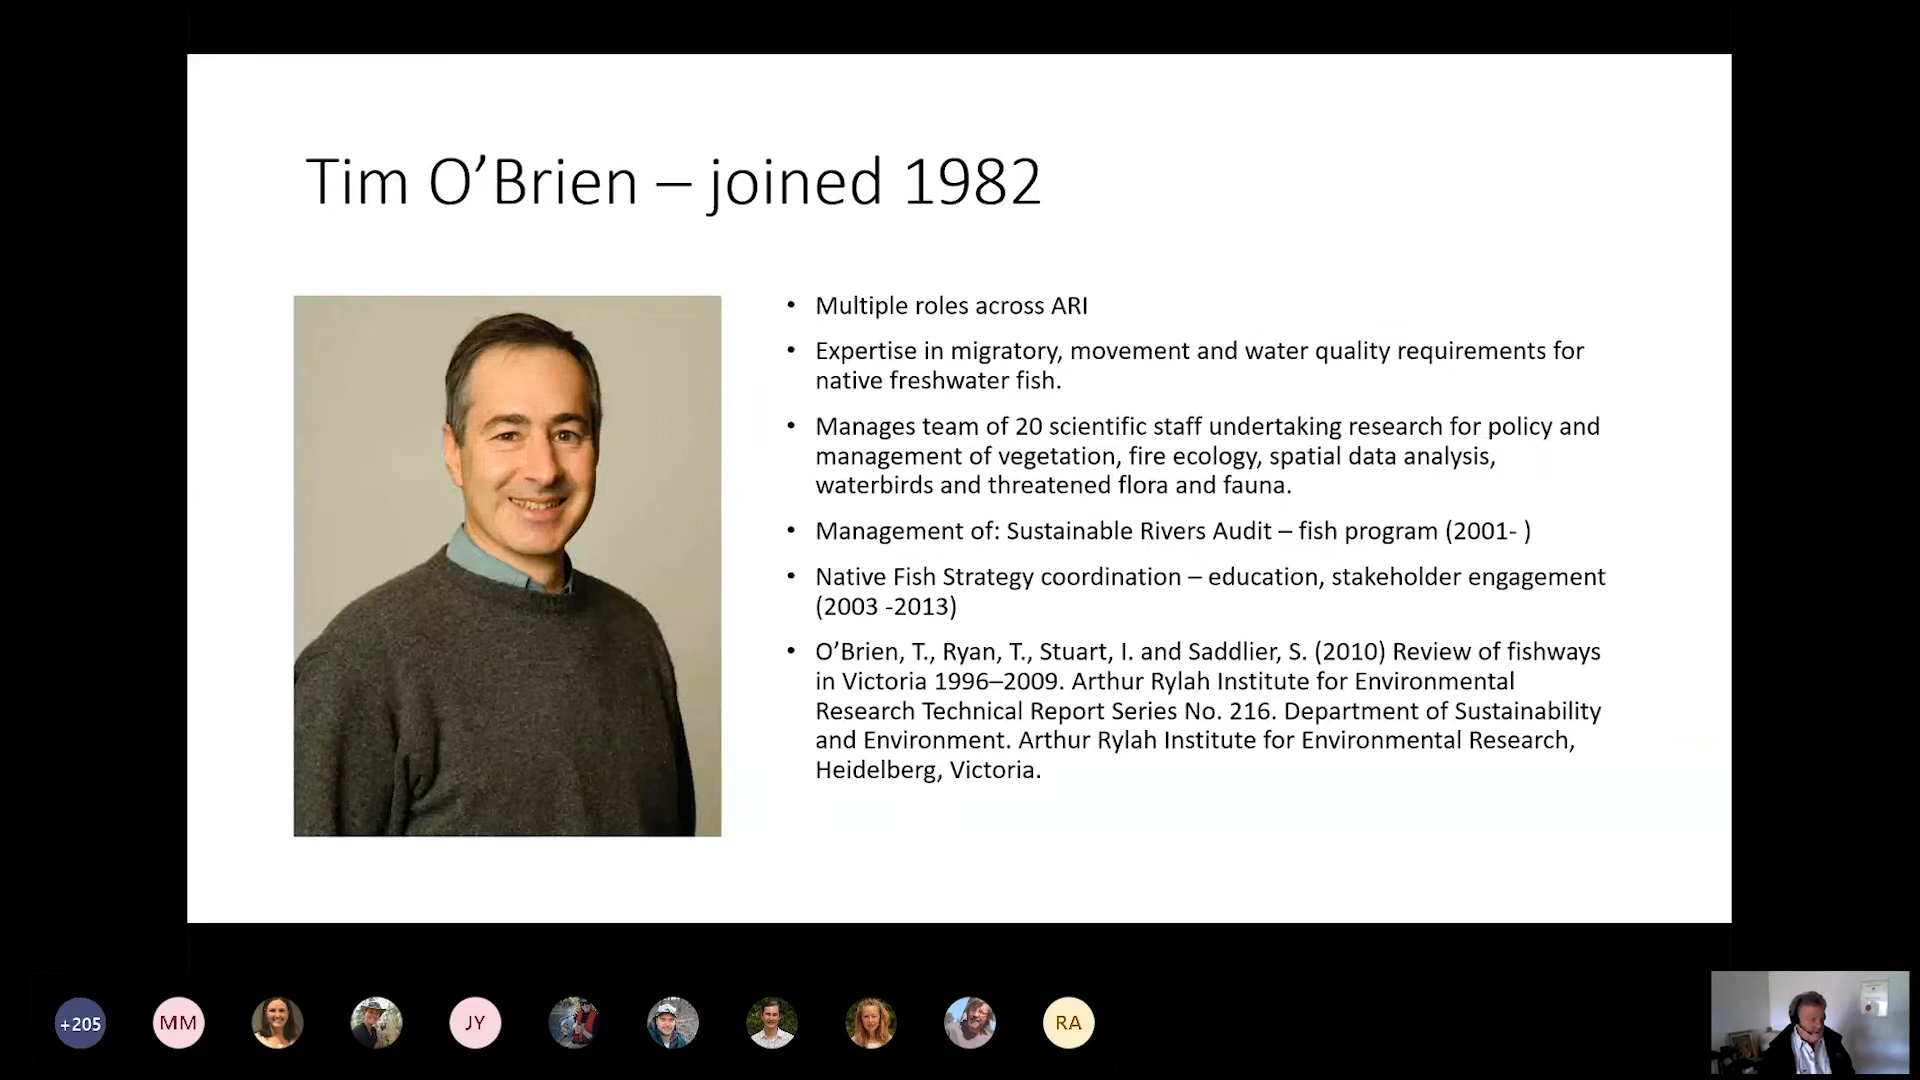 Tim O’Brien – joined 1982
• Multiple roles across ARI
• Expertise in migratory, movement and water quality requirements for
native freshwater fish.
• Manages team of 20 scientific staff undertaking research for policy and
management of vegetation, fire ecology, spatial data analysis,
waterbirds and threatened flora and fauna.
• Management of: Sustainable Rivers Audit – fish program (2001- )
• Native Fish Strategy coordination – education, stakeholder engagement
(2003 -2013)
• O’Brien, T., Ryan, T., Stuart, I. and Saddlier, S. (2010) Review of fishways
in Victoria 1996–2009. Arthur Rylah Institute for Environmental
Research Technical Report Series No. 216. Department of Sustainability
and Environment. Arthur Rylah Institute for Environmental Research,
Heidelberg, Victoria.
+205
MM
JY
RA